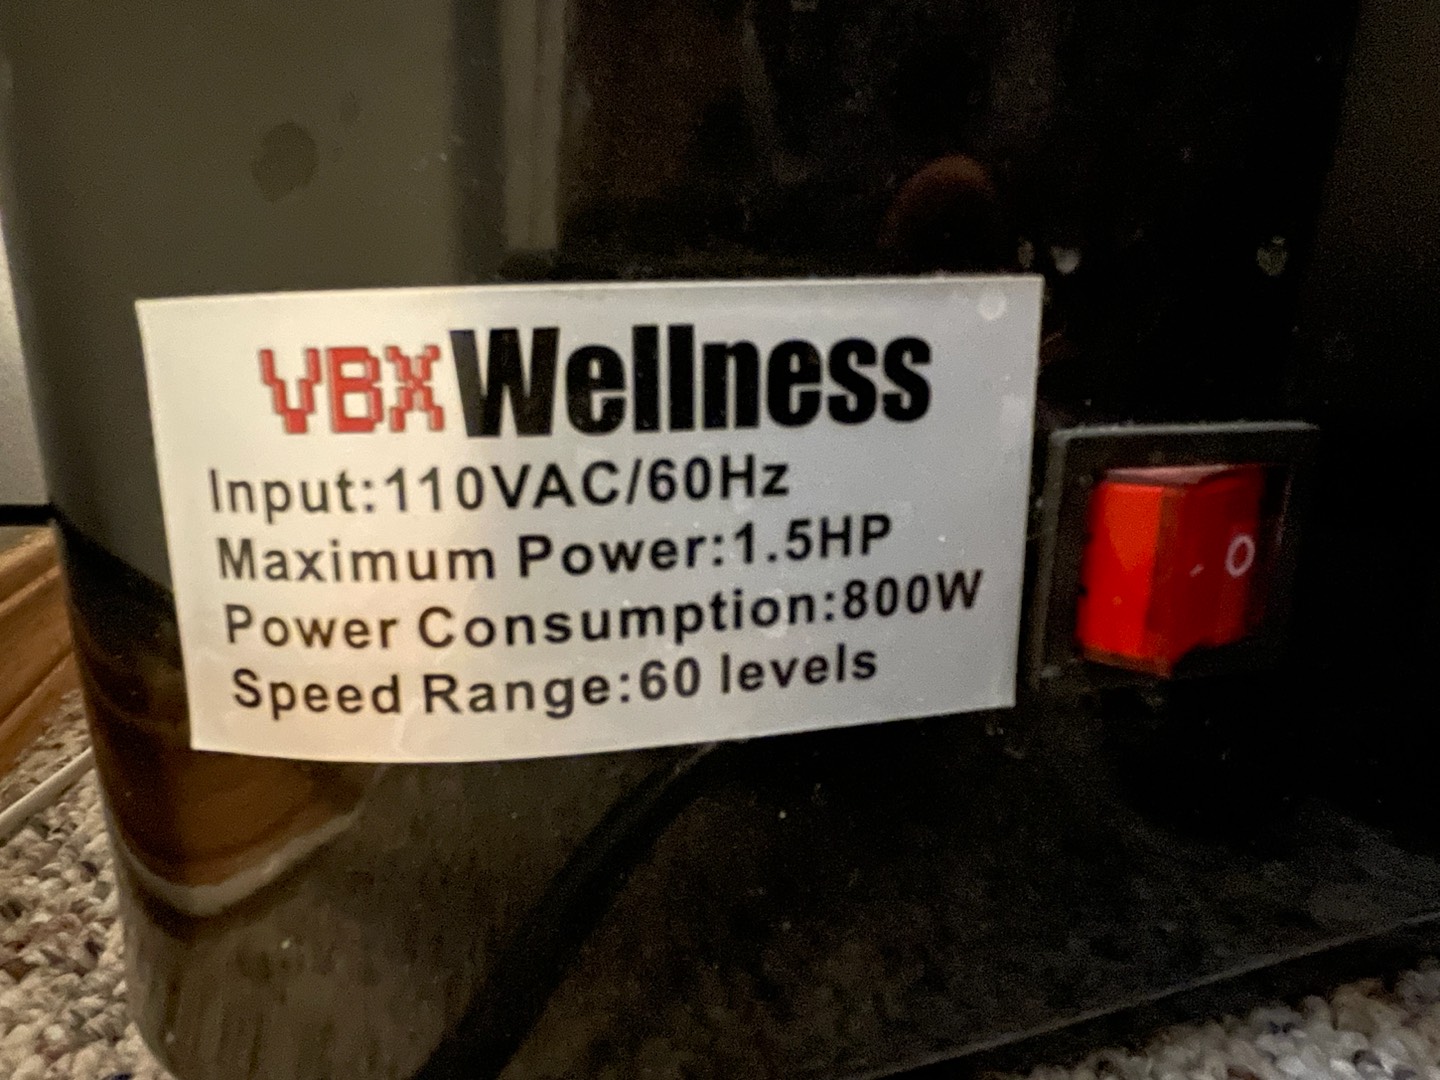 VBXWellness
Input:110VAC/60Hz
Maximum Power:1.5HP
Power Consumption:800W
Speed Range:60 levels
O